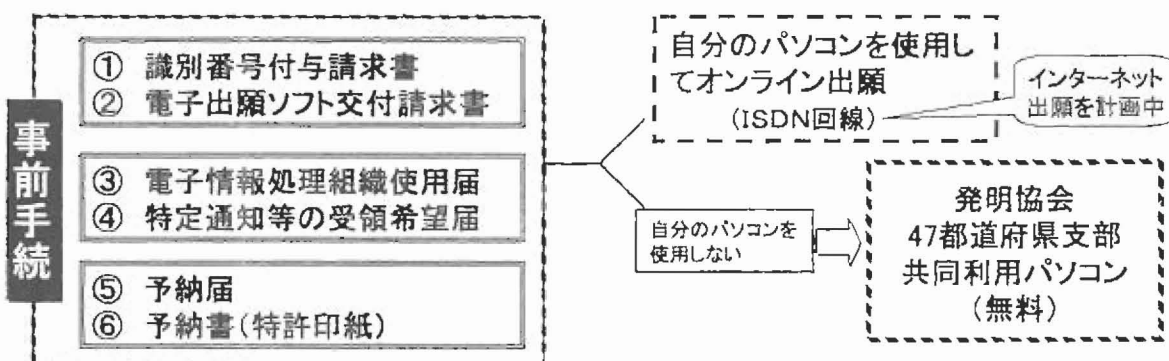 事前手続
① 識別番号付与請求書
② 電子出願ソフト交付請求書
③ 電子情報処理組織使用届
④ 特定通知等の受領希望届
⑤ 予納届
⑥ 予納書(特許印紙)
自分のパソコンを使用し
てオンライン出願
(ISDN回線)
インターネット
出願を計画中
自分のパソコンを
使用しない
発明協会
47都道府県支部
共同利用パソコン
(無料)